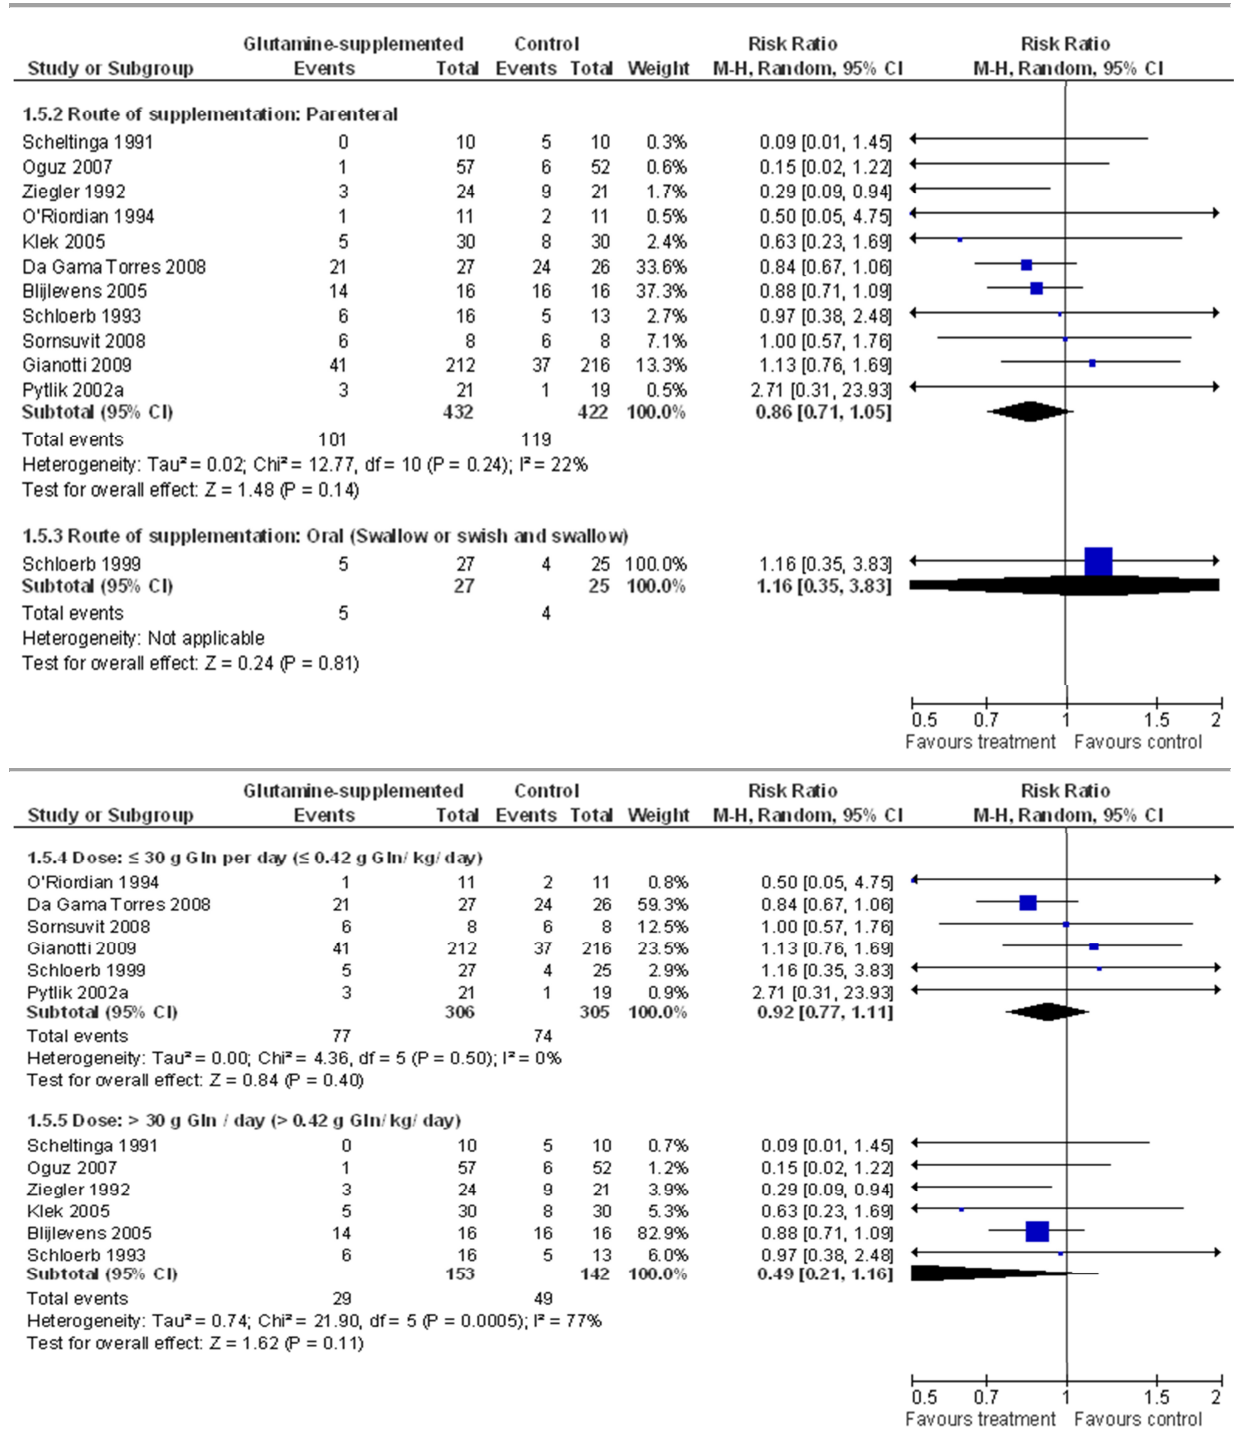 Glutamine-supplemented Control Risk Ratio Risk Ratio
Study or Subgroup Events Total Events Total Weight M-H, Random, 95% CI M-H, Random, 95% CI
1.5.2 Route of supplementation: Parenteral
Scheltinga 1991 0 10 5 10 0.3% 0.09 [0.01, 1.45]
Oguz 2007 1 57 6 52 0.6% 0.15 [0.02, 1.22]
Ziegler 1992 3 24 9 21 1.7% 0.29 [0.09, 0.94]
O'Riordian 1994 1 11 2 11 0.5% 0.50 [0.05, 4.75]
Klek 2005 5 30 8 30 2.4% 0.63 [0.23, 1.69]
Da Gama Torres 2008 21 27 24 26 33.6% 0.84 [0.67, 1.06]
Blijlevens 2005 14 16 16 16 37.3% 0.88 [0.71, 1.09]
Schloerb 1993 6 16 5 13 2.7% 0.97 [0.38, 2.48]
Sornsuvit 2008 6 8 6 8 7.1% 1.00 [0.57, 1.76]
Gianotti 2009 41 212 37 216 13.3% 1.13 [0.76, 1.69]
Pytlik 2002a 3 21 1 19 0.5% 2.71 [0.31, 23.93]
Subtotal (95% CI) 432 422 100.0% 0.86 [0.71, 1.05]
Total events 101 119
Heterogeneity: Tau² = 0.02; Chi² = 12.77, df = 10 (P = 0.24); I² = 22%
Test for overall effect: Z = 1.48 (P = 0.14)
1.5.3 Route of supplementation: Oral (Swallow or swish and swallow)
Schloerb 1999 5 27 4 25 100.0% 1.16 [0.35, 3.83]
Subtotal (95% CI) 27 25 100.0% 1.16 [0.35, 3.83]
Total events 5 4
Heterogeneity: Not applicable
Test for overall effect: Z = 0.24 (P = 0.81)
0.5 0.7 1 1.5 2
Favours treatment Favours control
Glutamine-supplemented Control Risk Ratio Risk Ratio
Study or Subgroup Events Total Events Total Weight M-H, Random, 95% CI M-H, Random, 95% CI
1.5.4 Dose: ≤ 30 g Gln per day (≤ 0.42 g Gln/ kg/ day)
O'Riordian 1994 1 11 2 11 0.8% 0.50 [0.05, 4.75]
Da Gama Torres 2008 21 27 24 26 59.3% 0.84 [0.67, 1.06]
Sornsuvit 2008 6 8 6 8 12.5% 1.00 [0.57, 1.76]
Gianotti 2009 41 212 37 216 23.5% 1.13 [0.76, 1.69]
Schloerb 1999 5 27 4 25 2.9% 1.16 [0.35, 3.83]
Pytlik 2002a 3 21 1 19 0.9% 2.71 [0.31, 23.93]
Subtotal (95% CI) 306 305 100.0% 0.92 [0.77, 1.11]
Total events 77 74
Heterogeneity: Tau² = 0.00; Chi² = 4.36, df = 5 (P = 0.50); I² = 0%
Test for overall effect: Z = 0.84 (P = 0.40)
1.5.5 Dose: > 30 g Gln / day (> 0.42 g Gln/ kg/ day)
Scheltinga 1991 0 10 5 10 0.7% 0.09 [0.01, 1.45]
Oguz 2007 1 57 6 52 1.2% 0.15 [0.02, 1.22]
Ziegler 1992 3 24 9 21 3.9% 0.29 [0.09, 0.94]
Klek 2005 5 30 8 30 5.3% 0.63 [0.23, 1.69]
Blijlevens 2005 14 16 16 16 82.9% 0.88 [0.71, 1.09]
Schloerb 1993 6 16 5 13 6.0% 0.97 [0.38, 2.48]
Subtotal (95% CI) 153 142 100.0% 0.49 [0.21, 1.16]
Total events 29 49
Heterogeneity: Tau² = 0.74; Chi² = 21.90, df = 5 (P = 0.0005); I² = 77%
Test for overall effect: Z = 1.62 (P = 0.11)
0.5 0.7 1 1.5 2
Favours treatment Favours control